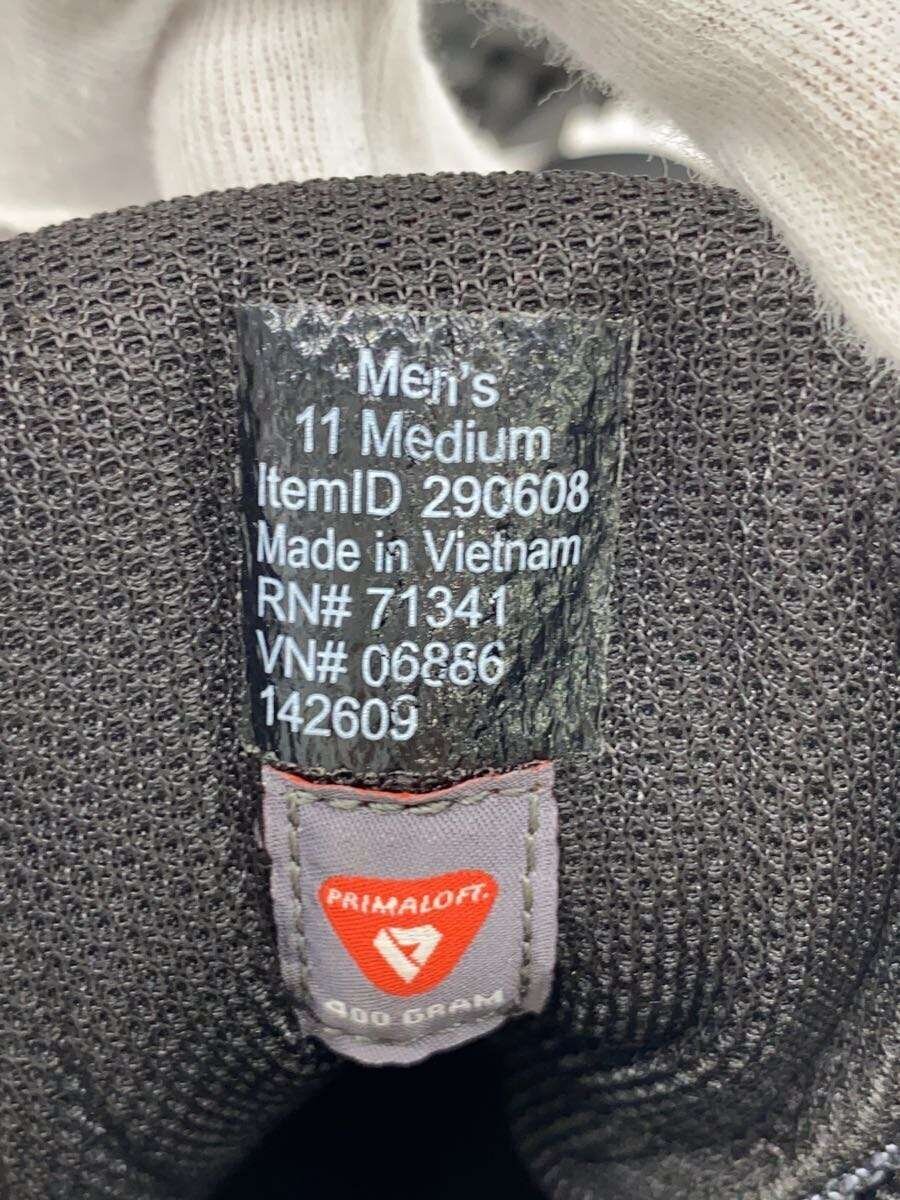 Men's
11 Medium
ItemID 290608
Made in Vietnam
RN# 71341
VN# 06886
142609
PRIMALOFT.
400 GRAM